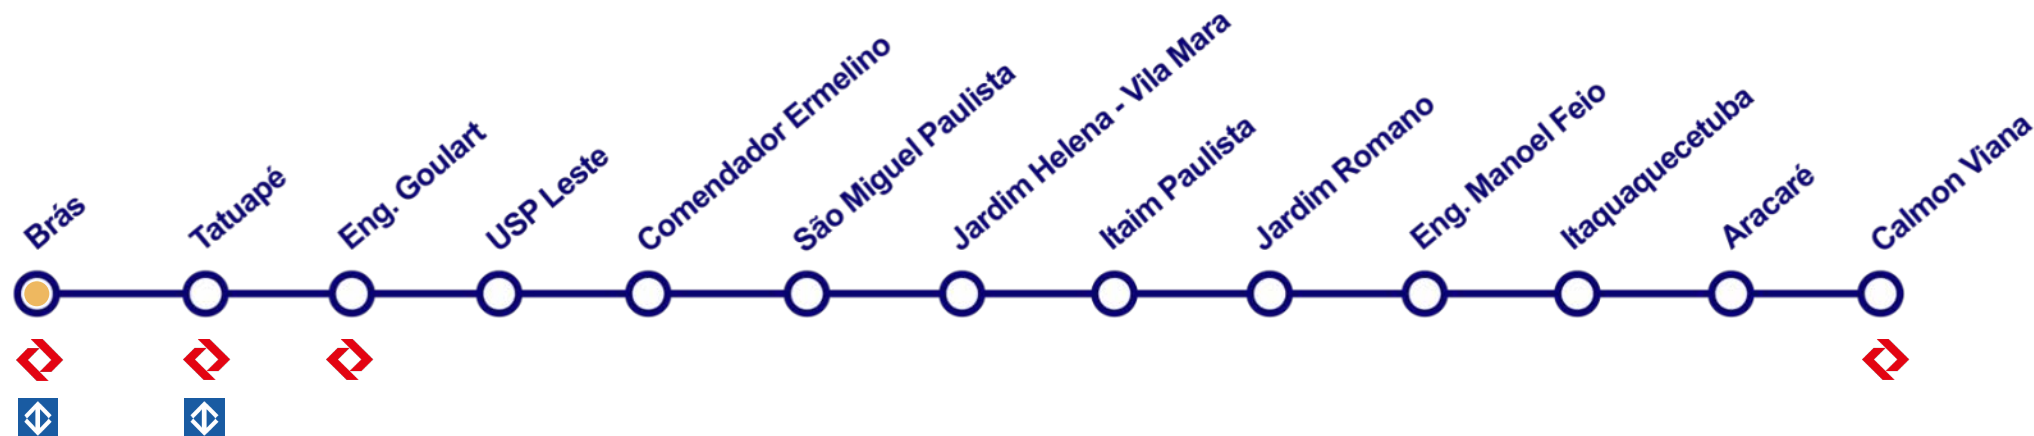 Brás
Tatuapé
Eng. Goulart
USP Leste
Comendador Ermelino
São Miguel Paulista
Jardim Helena - Vila Mara
Itaim Paulista
Jardim Romano
Eng. Manoel Feio
Itaquaquecetuba
Aracaré
Calmon Viana